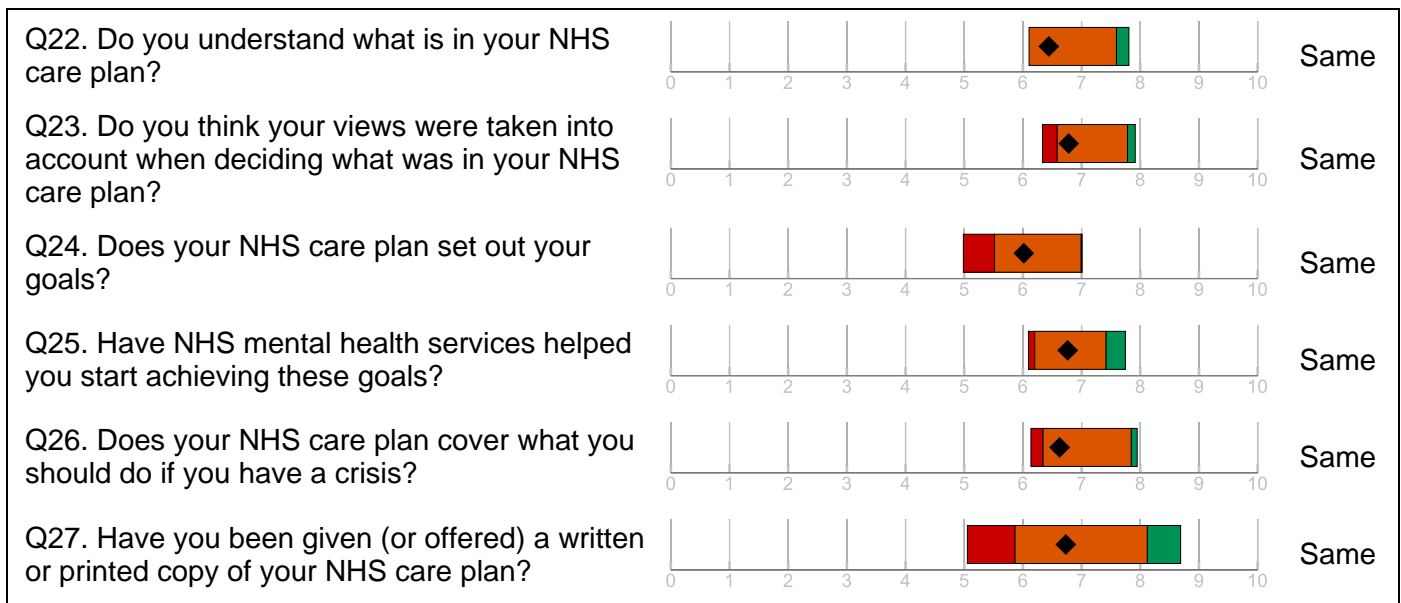 Q22. Do you understand what is in your NHS
care plan?
0 1 2 3 4 5 6 7 8 9 10
Same
Q23. Do you think your views were taken into
account when deciding what was in your NHS
care plan?
0 1 2 3 4 5 6 7 8 9 10
Same
Q24. Does your NHS care plan set out your
goals?
0 1 2 3 4 5 6 7 8 9 10
Same
Q25. Have NHS mental health services helped
you start achieving these goals?
0 1 2 3 4 5 6 7 8 9 10
Same
Q26. Does your NHS care plan cover what you
should do if you have a crisis?
0 1 2 3 4 5 6 7 8 9 10
Same
Q27. Have you been given (or offered) a written
or printed copy of your NHS care plan?
0 1 2 3 4 5 6 7 8 9 10
Same